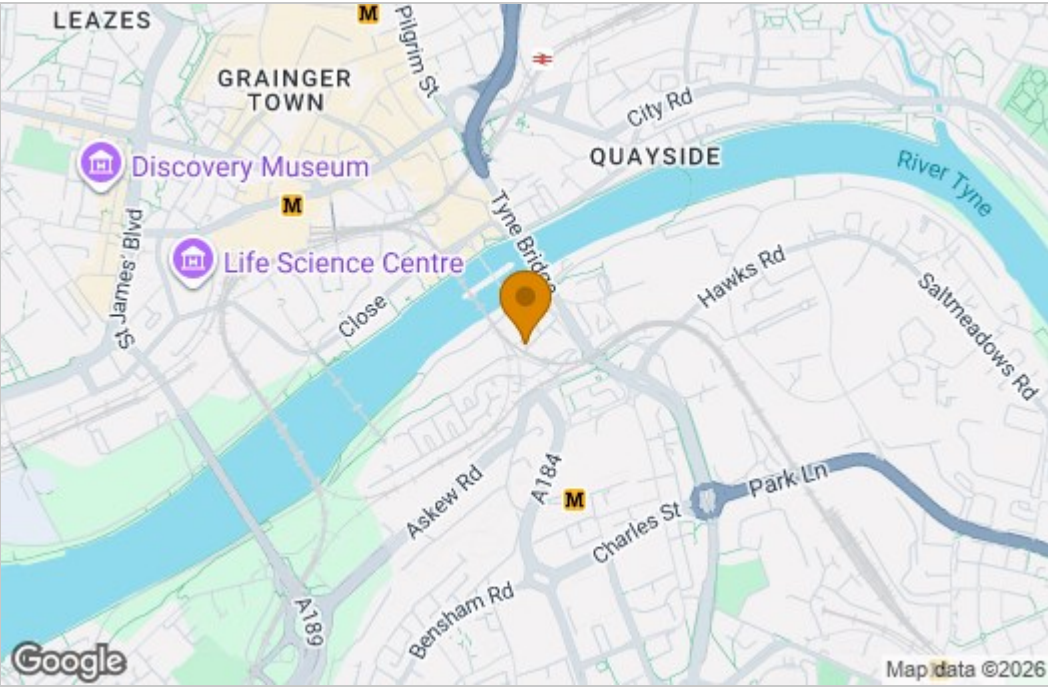 LEAZES
M
Pilgrim St
GRAINGER
TOWN
City Rd
QUAYSIDE
River Tyne
Discovery Museum
M
Tyne Bridge
St James' Blvd
Life Science Centre
Hawks Rd
Saltmeadows Rd
Close
Askew Rd
A184
M
Park Ln
Charles St
Bensham Rd
A189
Google
Map data ©2026